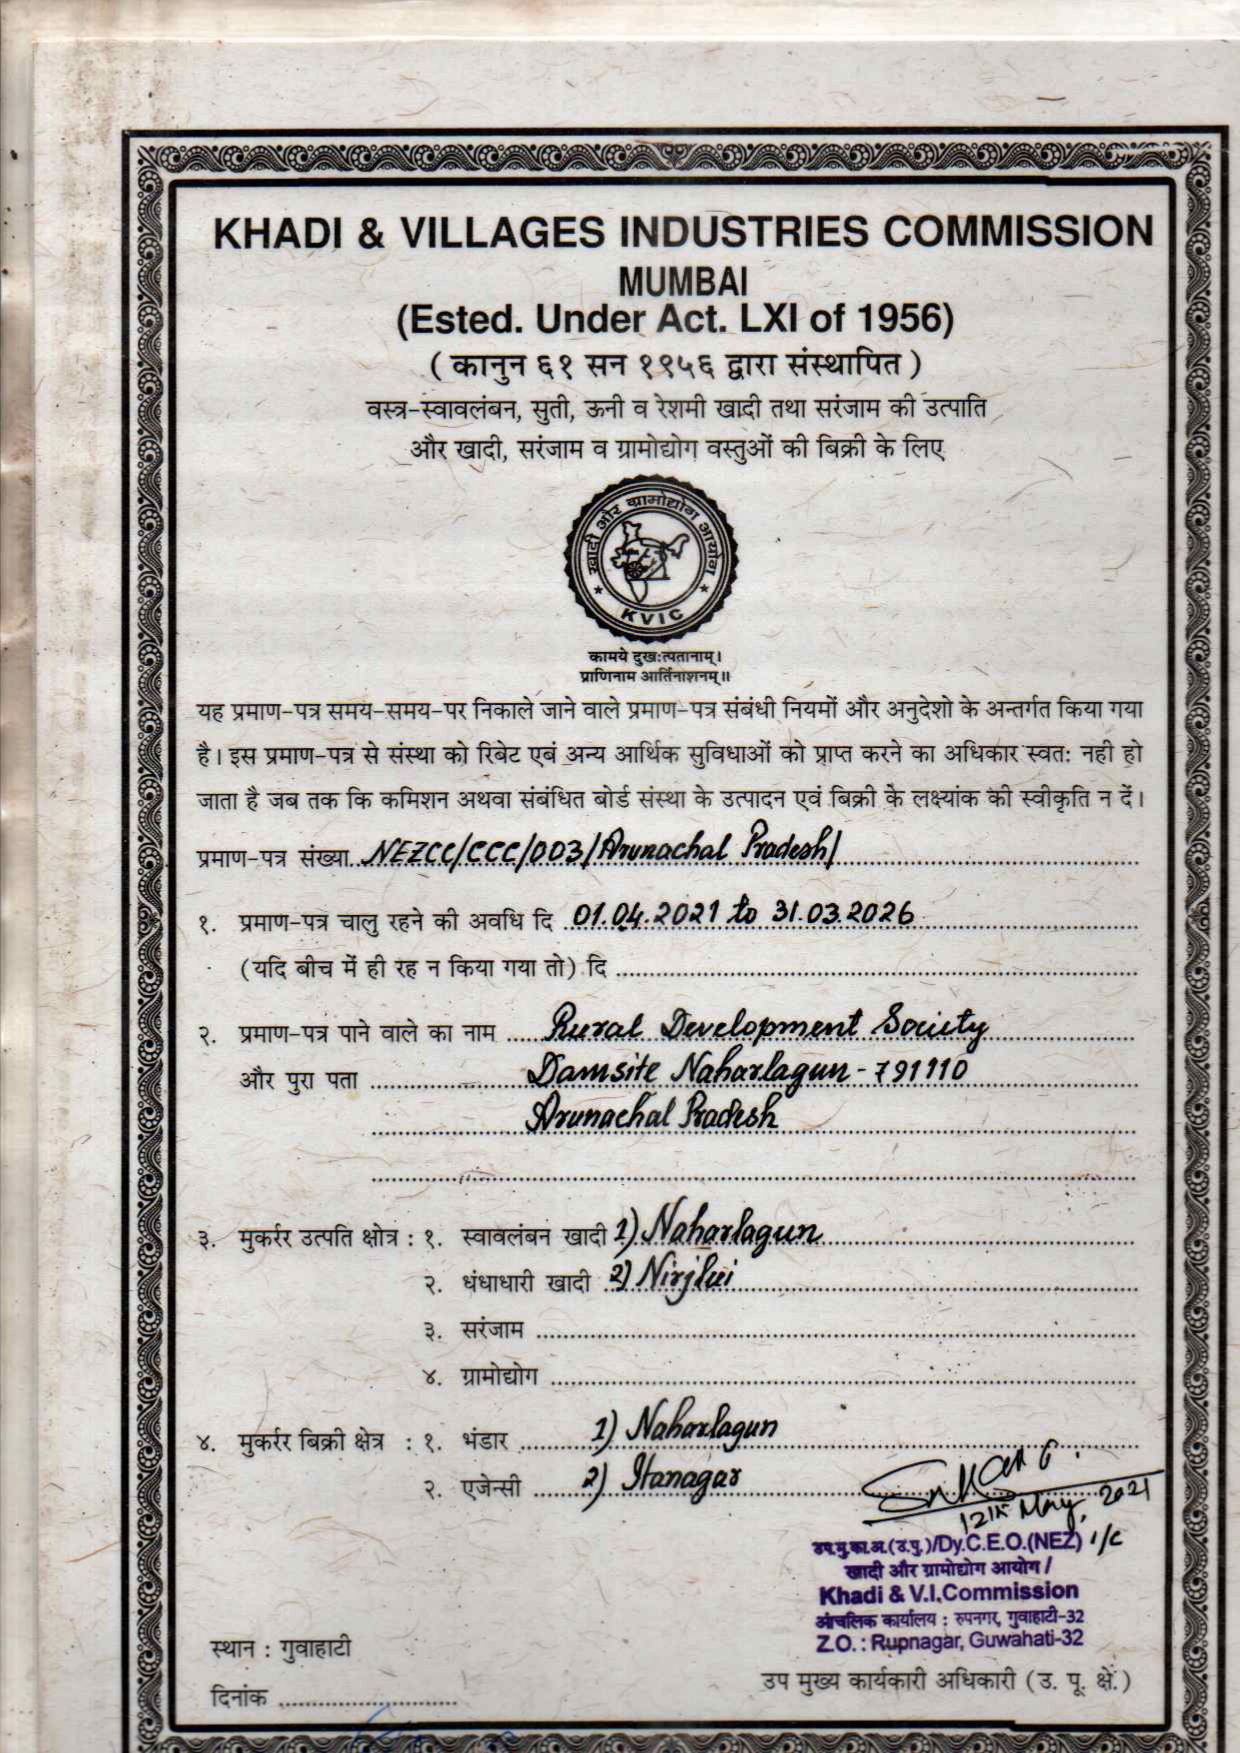 KHADI & VILLAGES INDUSTRIES COMMISSION
MUMBAI
(Ested. Under Act. LXI of 1956)
( कानुन ६१ सन १९५६ द्वारा संस्थापित )
वस्त्र-स्वावलंबन, सुती, ऊनी व रेशमी खादी तथा सरंजाम की उत्पाति
और खादी, सरंजाम व ग्रामोद्योग वस्तुओं की बिक्री के लिए
खादी और ग्रामोद्योग आयोग
KVIC
कामये दुखःत्पतानाम्।
प्राणिनाम आर्तिनाशनम्॥
यह प्रमाण-पत्र समय-समय-पर निकाले जाने वाले प्रमाण-पत्र संबंधी नियमों और अनुदेशो के अन्तर्गत किया गया
है। इस प्रमाण-पत्र से संस्था को रिबेट एबं अन्य आर्थिक सुविधाओं को प्राप्त करने का अधिकार स्वतः नही हो
जाता है जब तक कि कमिशन अथवा संबंधित बोर्ड संस्था के उत्पादन एवं बिक्री के लक्ष्यांक की स्वीकृति न दें।
प्रमाण-पत्र संख्या NEZCC/CCC/003/Arunachal Pradesh/
१. प्रमाण-पत्र चालु रहने की अवधि दि 01.04.2021 to 31.03.2026
(यदि बीच में ही रह न किया गया तो) दि
२. प्रमाण-पत्र पाने वाले का नाम Rural Development Society
और पुरा पता Damsite Naharlagun - 791110
Arunachal Pradesh
३. मुकर्रर उत्पति क्षोत्र : १. स्वावलंबन खादी 1) Naharlagun
२. धंधाधारी खादी 2) Nirjlui
३. सरंजाम
४. ग्रामोद्योग
४. मुकर्रर बिक्री क्षेत्र : १. भंडार 1) Naharlagun
२. एजेन्सी 2) Itanagar
12th May, 2021
उप.मु.का.अ.(उ.पु.)/Dy.C.E.O.(NEZ) I/C
खादी और ग्रामोद्योग आयोग /
Khadi & V.I.Commission
आंचलिक कार्यालय : रुपनगर, गुवाहाटी-32
Z.O. : Rupnagar, Guwahati-32
स्थान : गुवाहाटी
उप मुख्य कार्यकारी अधिकारी (उ. पू. क्षे.)
दिनांक